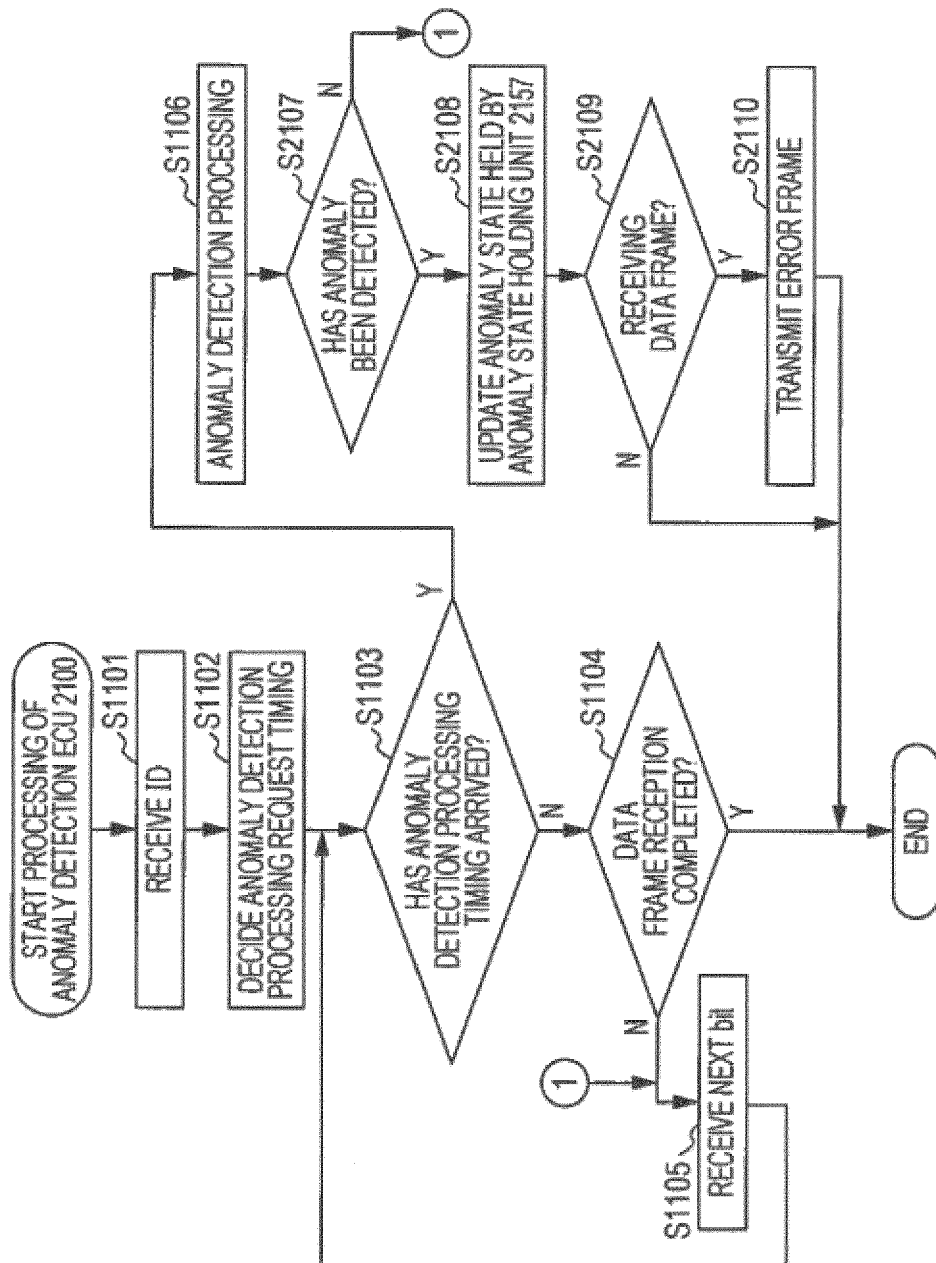 START PROCESSING OF
ANOMALY DETECTION ECU 2100
S1101
RECEIVE ID
S1102
DECIDE ANOMALY DETECTION
PROCESSING REQUEST TIMING
S1103
HAS ANOMALY
DETECTION PROCESSING
TIMING ARRIVED?
Y
N
S1104
DATA
FRAME RECEPTION
COMPLETED?
N
Y
1
S1105
RECEIVE NEXT bit
END
S1106
ANOMALY DETECTION PROCESSING
S2107
HAS ANOMALY
BEEN DETECTED?
N
1
Y
S2108
UPDATE ANOMALY STATE HELD BY
ANOMALY STATE HOLDING UNIT 2157
S2109
RECEIVING
DATA FRAME?
N
Y
S2110
TRANSMIT ERROR FRAME